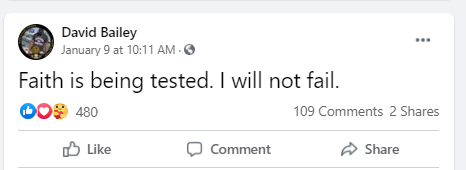 David Bailey
January 9 at 10:11 AM ·
Faith is being tested. I will not fail.
480 109 Comments 2 Shares
Like Comment Share